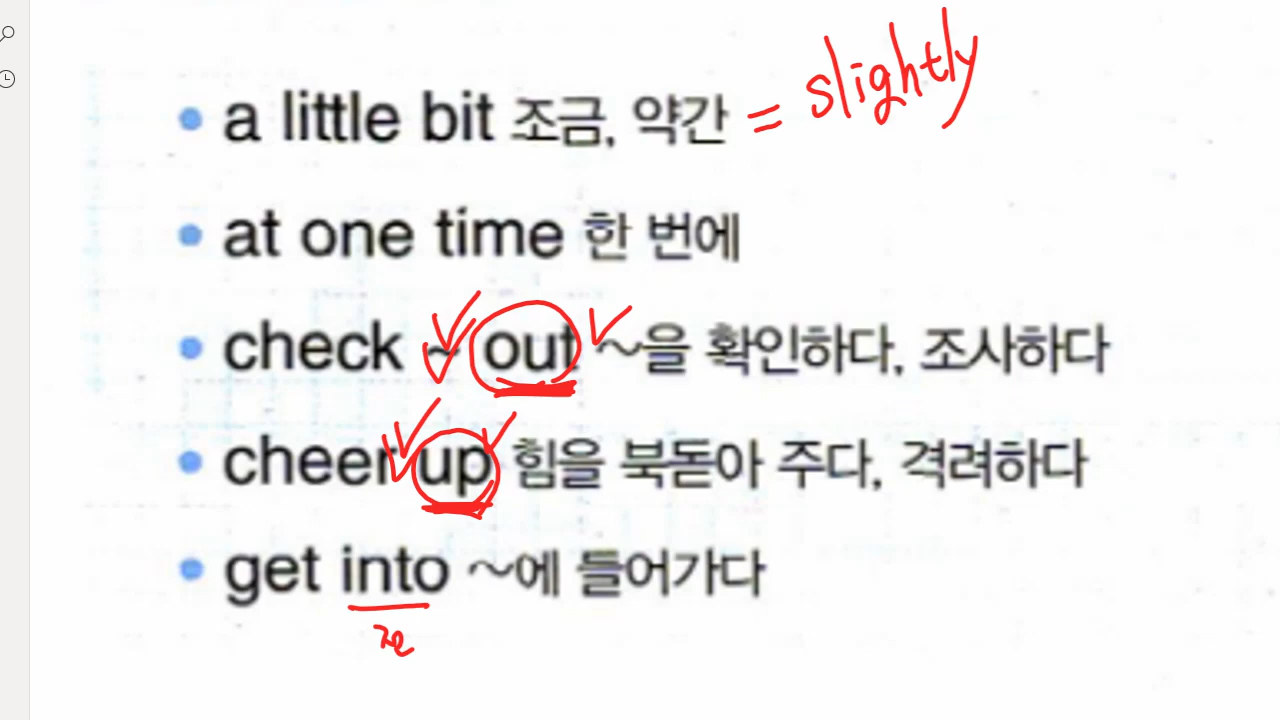 a little bit 조금, 약간 = slightly
at one time 한 번에
check ~ out ~을 확인하다, 조사하다
cheer up 힘을 북돋아 주다, 격려하다
get into ~에 들어가다
전